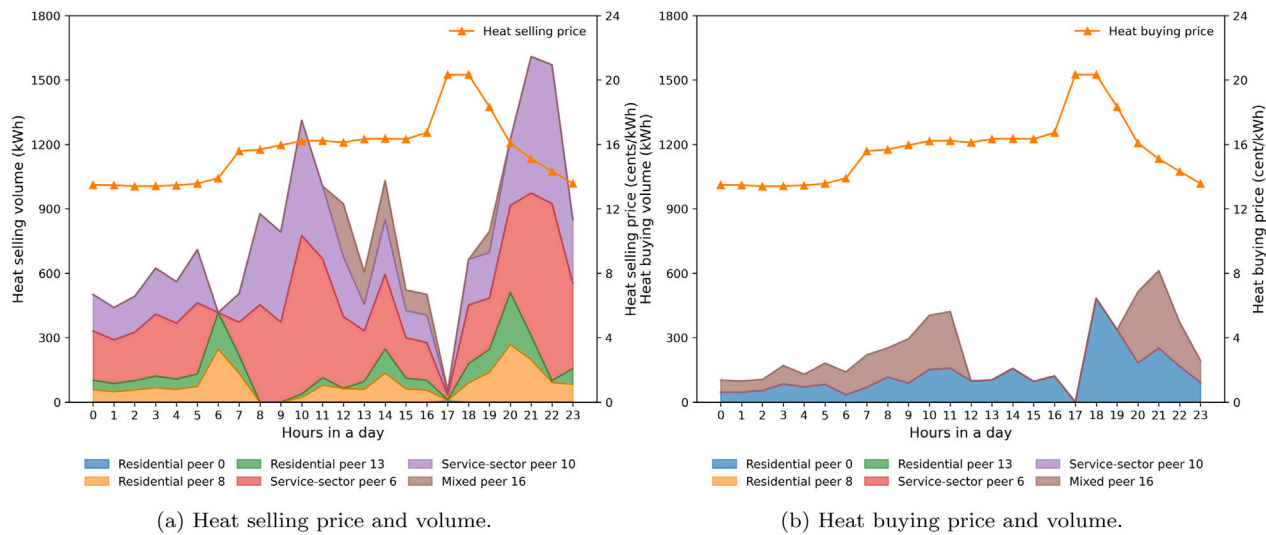 1800
1500
1200
900
600
300
0
Heat selling volume (kWh)
24
20
16
12
8
4
0
Heat selling price (cents/kWh)
Heat selling price
0 1 2 3 4 5 6 7 8 9 10 11 12 13 14 15 16 17 18 19 20 21 22 23
Hours in a day
Residential peer 0 Residential peer 13 Service-sector peer 10
Residential peer 8 Service-sector peer 6 Mixed peer 16
(a) Heat selling price and volume.
1800
1500
1200
900
600
300
0
Heat buying volume (kWh)
24
20
16
12
8
4
0
Heat buying price (cent/kWh)
Heat buying price
0 1 2 3 4 5 6 7 8 9 10 11 12 13 14 15 16 17 18 19 20 21 22 23
Hours in a day
Residential peer 0 Residential peer 13 Service-sector peer 10
Residential peer 8 Service-sector peer 6 Mixed peer 16
(b) Heat buying price and volume.